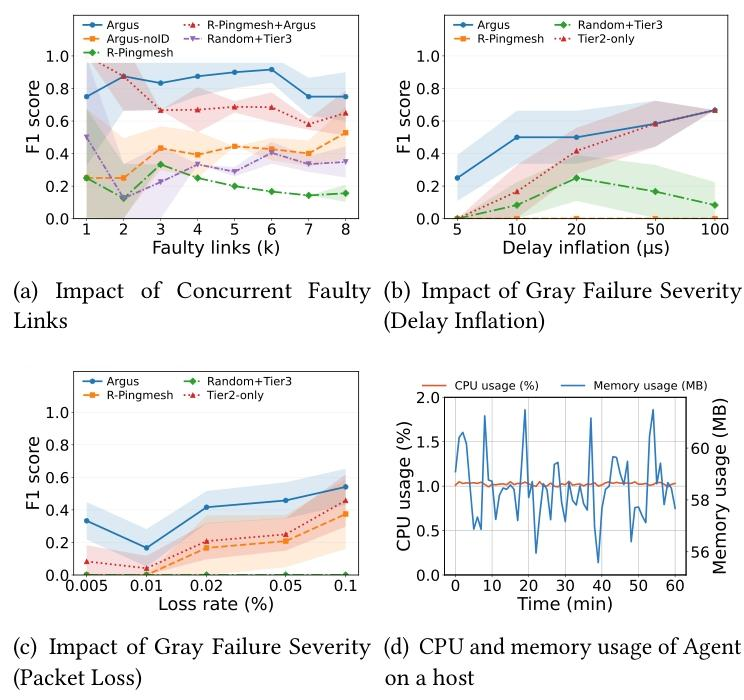 Argus
Argus-noID
R-Pingmesh
R-Pingmesh+Argus
Random+Tier3
F1 score
1.0
0.8
0.6
0.4
0.2
0.0
1 2 3 4 5 6 7 8
Faulty links (k)
(a) Impact of Concurrent Faulty
Links
Argus
R-Pingmesh
Random+Tier3
Tier2-only
F1 score
1.0
0.8
0.6
0.4
0.2
0.0
5 10 20 50 100
Delay inflation (μs)
(b) Impact of Gray Failure Severity
(Delay Inflation)
Argus
R-Pingmesh
Random+Tier3
Tier2-only
F1 score
1.0
0.8
0.6
0.4
0.2
0.0
0.005 0.01 0.02 0.05 0.1
Loss rate (%)
(c) Impact of Gray Failure Severity
(Packet Loss)
CPU usage (%)
Memory usage (MB)
CPU usage (%)
2.0
1.5
1.0
0.5
0.0
Memory usage (MB)
60
58
56
0 10 20 30 40 50 60
Time (min)
(d) CPU and memory usage of Agent
on a host